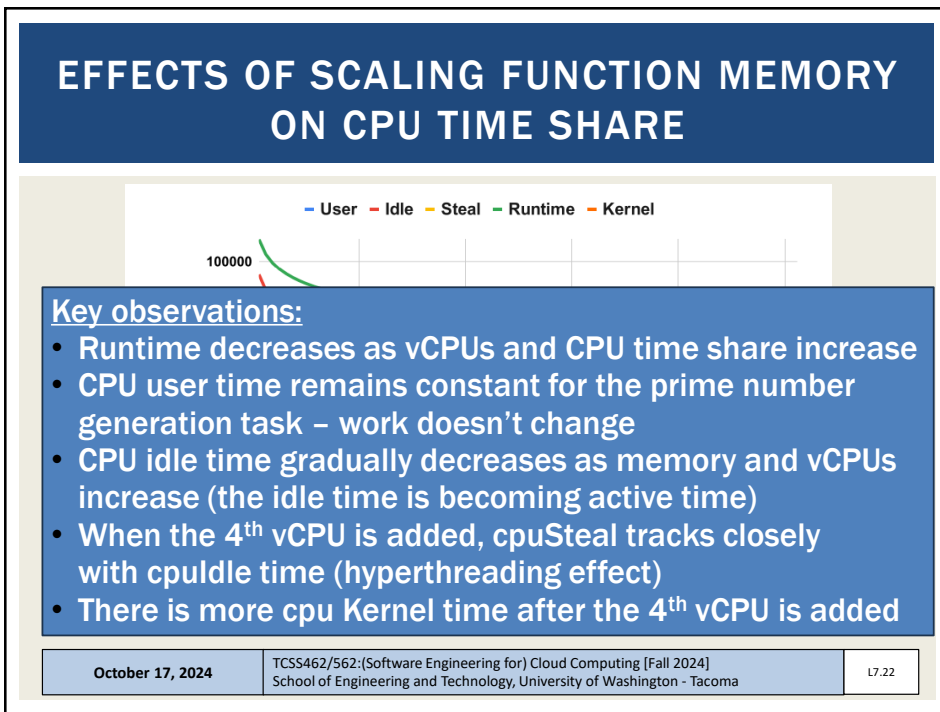 EFFECTS OF SCALING FUNCTION MEMORY
ON CPU TIME SHARE
– User – Idle – Steal – Runtime – Kernel
100000
Key observations:
• Runtime decreases as vCPUs and CPU time share increase
• CPU user time remains constant for the prime number
generation task – work doesn’t change
• CPU idle time gradually decreases as memory and vCPUs
increase (the idle time is becoming active time)
• When the 4th vCPU is added, cpuSteal tracks closely
with cpuIdle time (hyperthreading effect)
• There is more cpu Kernel time after the 4th vCPU is added
October 17, 2024
TCSS462/562:(Software Engineering for) Cloud Computing [Fall 2024]
School of Engineering and Technology, University of Washington - Tacoma
L7.22